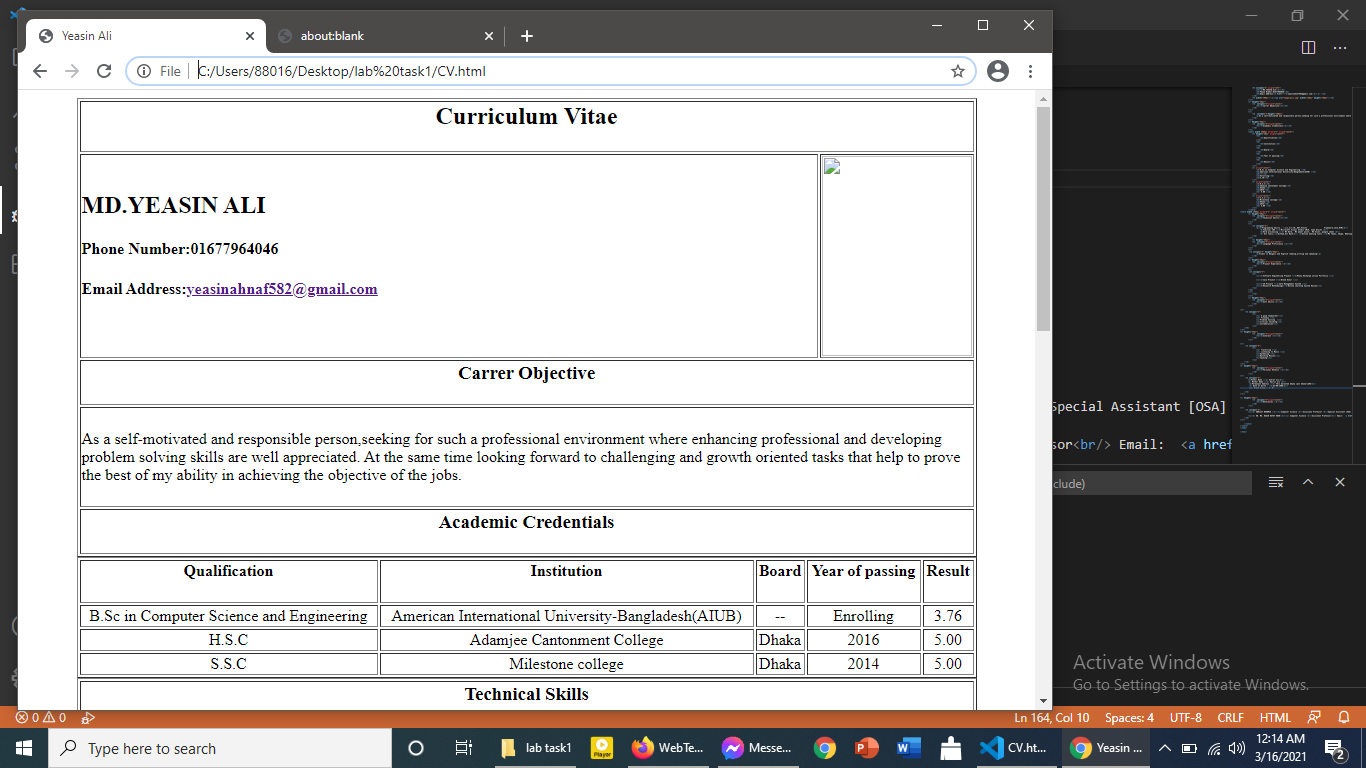 Yeasin Ali
about:blank
File
C:/Users/88016/Desktop/lab%20task1/CV.html
Curriculum Vitae
MD.YEASIN ALI
Phone Number:01677964046
Email Address:yeasinahnaf582@gmail.com
Carrer Objective
As a self-motivated and responsible person,seeking for such a professional environment where enhancing professional and developing
problem solving skills are well appreciated. At the same time looking forward to challenging and growth oriented tasks that help to prove
the best of my ability in achieving the objective of the jobs.
Academic Credentials
Qualification Institution Board Year of passing Result
B.Sc in Computer Science and Engineering American International University-Bangladesh(AIUB) -- Enrolling 3.76
H.S.C Adamjee Cantonment College Dhaka 2016 5.00
S.S.C Milestone college Dhaka 2014 5.00
Technical Skills
Special Assistant [OSA]
sor<br/> Email: <a href
clude)
Activate Windows
Go to Settings to activate Windows.
0 0
Ln 164, Col 10 Spaces: 4 UTF-8 CRLF HTML
Type here to search
lab task1
Player
WebTe...
Messe...
CV.ht...
Yeasin ...
12:14 AM
3/16/2021
2